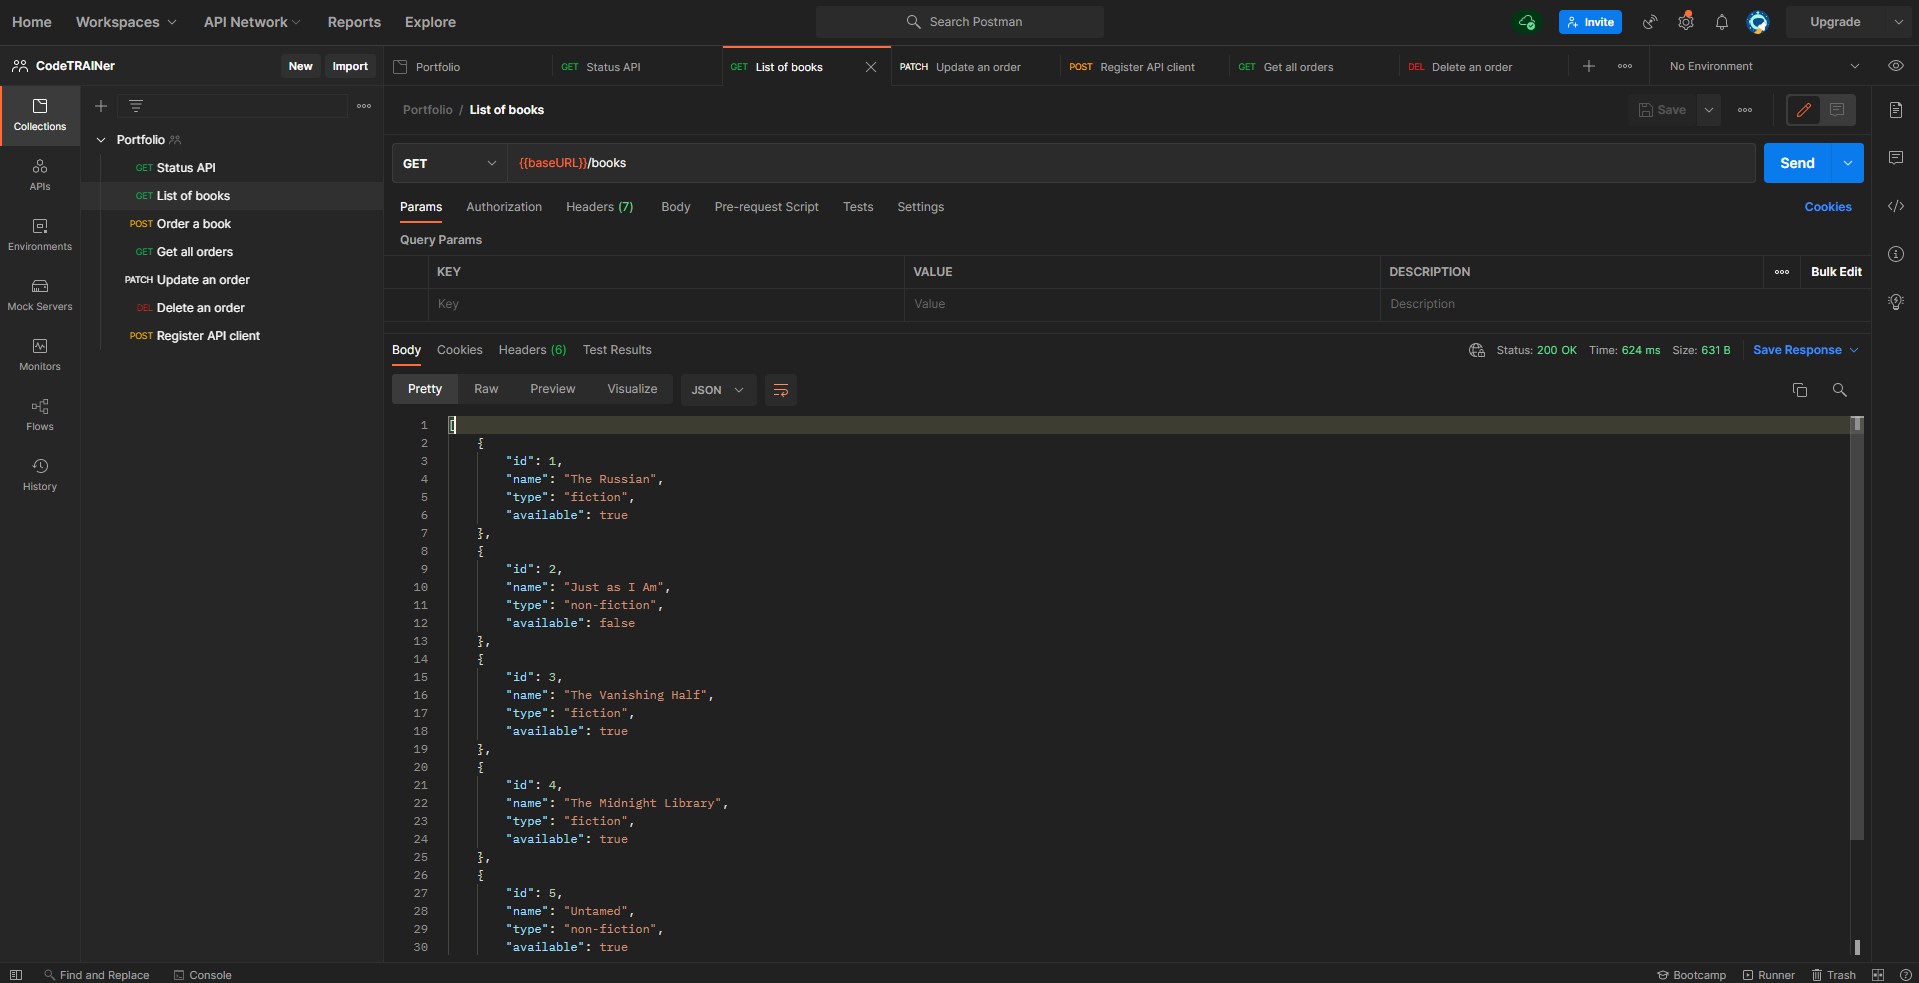 Home Workspaces API Network Reports Explore Search Postman Invite Upgrade
CodeTRAINer New Import Portfolio GET Status API GET List of books PATCH Update an order POST Register API client GET Get all orders DEL Delete an order No Environment
Collections
APIs
Environments
Mock Servers
Monitors
Flows
History
Portfolio
GET Status API
GET List of books
POST Order a book
GET Get all orders
PATCH Update an order
DEL Delete an order
POST Register API client
Portfolio / List of books Save
GET {{baseURL}}/books Send
Params Authorization Headers (7) Body Pre-request Script Tests Settings Cookies
Query Params
KEY VALUE DESCRIPTION Bulk Edit
Key Value Description
Body Cookies Headers (6) Test Results Status: 200 OK Time: 624 ms Size: 631 B Save Response
Pretty Raw Preview Visualize JSON
1 [
2 {
3 "id": 1,
4 "name": "The Russian",
5 "type": "fiction",
6 "available": true
7 },
8 {
9 "id": 2,
10 "name": "Just as I Am",
11 "type": "non-fiction",
12 "available": false
13 },
14 {
15 "id": 3,
16 "name": "The Vanishing Half",
17 "type": "fiction",
18 "available": true
19 },
20 {
21 "id": 4,
22 "name": "The Midnight Library",
23 "type": "fiction",
24 "available": true
25 },
26 {
27 "id": 5,
28 "name": "Untamed",
29 "type": "non-fiction",
30 "available": true
Find and Replace Console Bootcamp Runner Trash